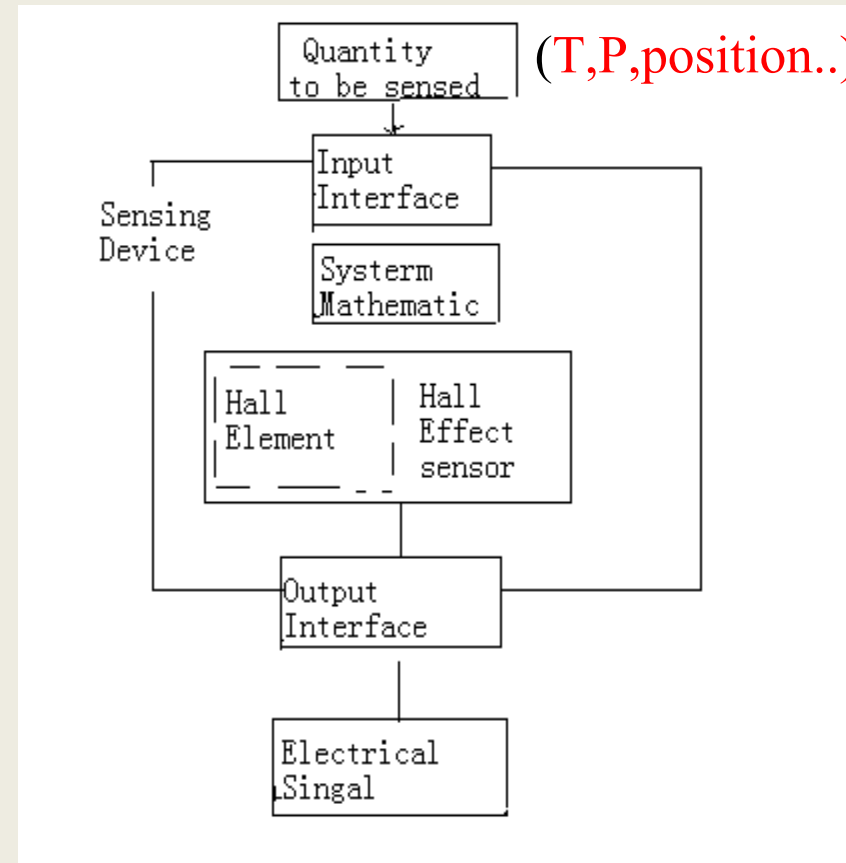 Quantity
to be sensed
(T,P,position..)
Input
Interface
Sensing
Device
Systerm
Mathematic
Hall
Element
Hall
Effect
sensor
Output
Interface
Electrical
Singal